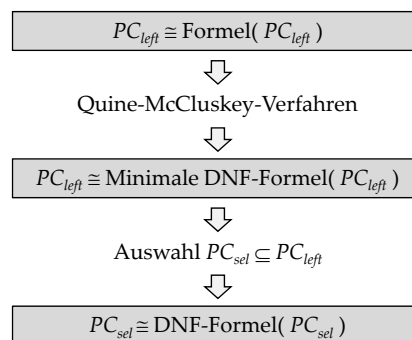 PC_left ≅ Formel( PC_left )
Quine-McCluskey-Verfahren
PC_left ≅ Minimale DNF-Formel( PC_left )
Auswahl PC_sel ⊆ PC_left
PC_sel ≅ DNF-Formel( PC_sel )